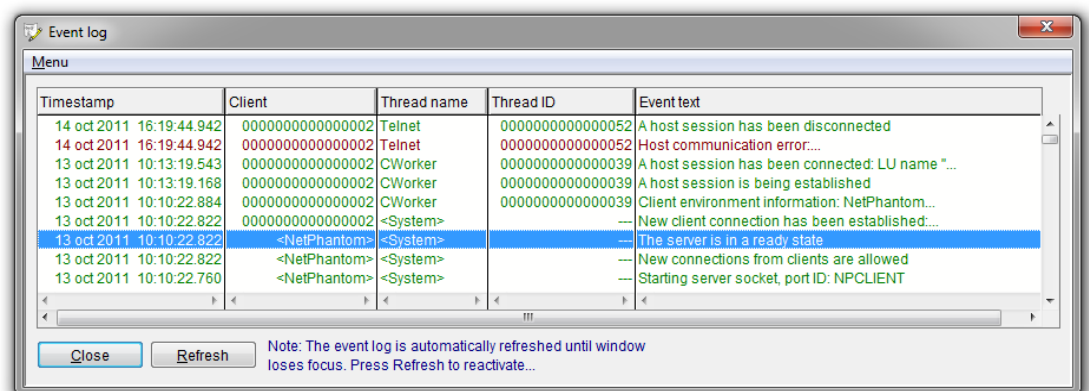 Event log
Menu
Timestamp Client Thread name Thread ID Event text
14 oct 2011 16:19:44.942 0000000000000002 Telnet 0000000000000052 A host session has been disconnected
14 oct 2011 16:19:44.942 0000000000000002 Telnet 0000000000000052 Host communication error:...
13 oct 2011 10:13:19.543 0000000000000002 CWorker 0000000000000039 A host session has been connected: LU name "...
13 oct 2011 10:13:19.168 0000000000000002 CWorker 0000000000000039 A host session is being established
13 oct 2011 10:10:22.884 0000000000000002 CWorker 0000000000000039 Client environment information: NetPhantom...
13 oct 2011 10:10:22.822 0000000000000002 <System> --- New client connection has been established:...
13 oct 2011 10:10:22.822 <NetPhantom> <System> --- The server is in a ready state
13 oct 2011 10:10:22.822 <NetPhantom> <System> --- New connections from clients are allowed
13 oct 2011 10:10:22.760 <NetPhantom> <System> --- Starting server socket, port ID: NPCLIENT
Close Refresh Note: The event log is automatically refreshed until window
loses focus. Press Refresh to reactivate...